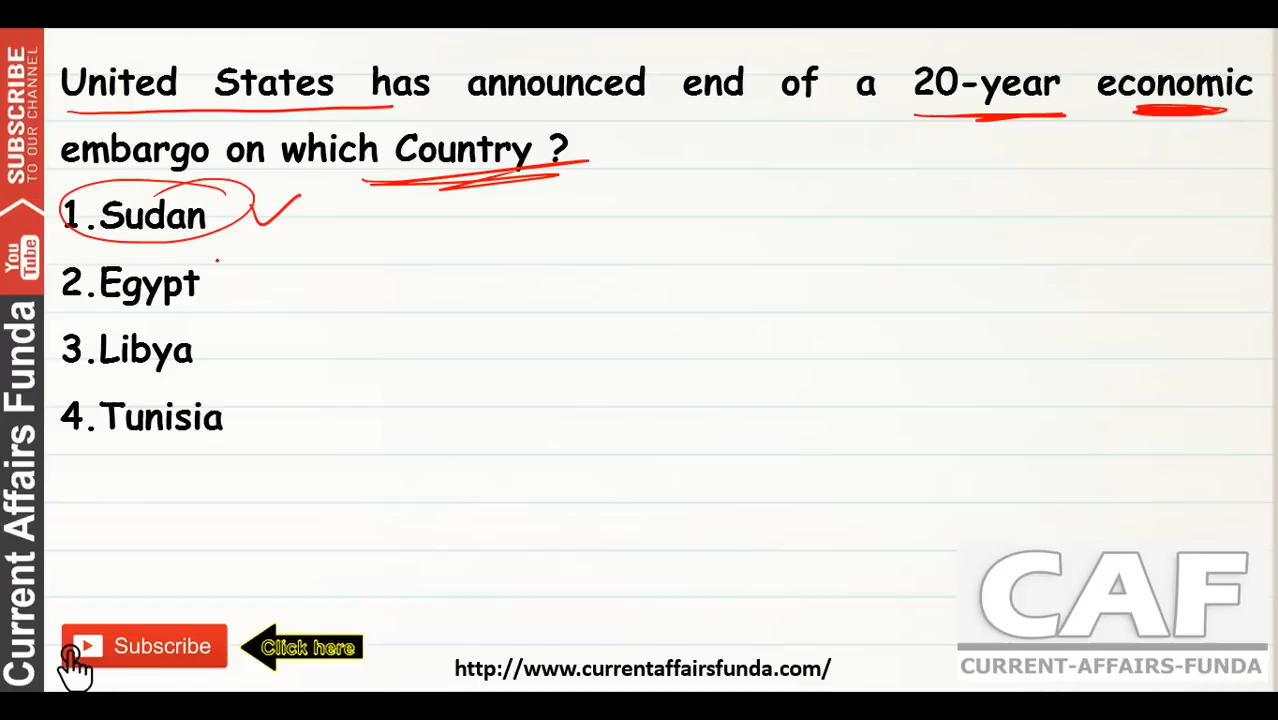 United States has announced end of a 20-year economic
embargo on which Country ?
1.Sudan
2.Egypt
3.Libya
4.Tunisia
SUBSCRIBE
TO OUR CHANNEL
You
Tube
Current Affairs Funda
Subscribe
Click here
http://www.currentaffairsfunda.com/
CAF
CURRENT-AFFAIRS-FUNDA